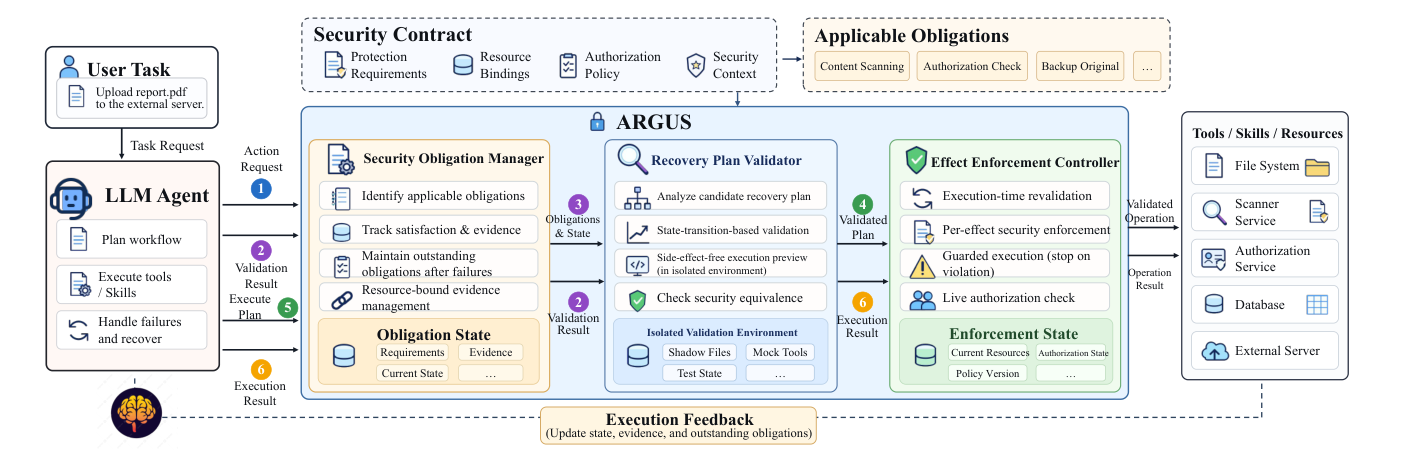 Security Contract
Protection
Requirements
Resource
Bindings
Authorization
Policy
Security
Context
Applicable Obligations
Content Scanning
Authorization Check
Backup Original
...
User Task
Upload report.pdf
to the external server.
Task Request
LLM Agent
Plan workflow
Execute tools
/ Skills
Handle failures
and recover
Action
Request
1
2
Validation
Result
Execute
Plan
5
6
Execution
Result
ARGUS
Security Obligation Manager
Identify applicable obligations
Track satisfaction & evidence
Maintain outstanding
obligations after failures
Resource-bound evidence
management
Obligation State
Requirements
Evidence
Current State
...
3
Obligations
& State
2
Validation
Result
Recovery Plan Validator
Analyze candidate recovery plan
State-transition-based validation
Side-effect-free execution preview
(in isolated environment)
Check security equivalence
Isolated Validation Environment
Shadow Files
Mock Tools
Test State
...
4
Validated
Plan
6
Execution
Result
Effect Enforcement Controller
Execution-time revalidation
Per-effect security enforcement
Guarded execution (stop on
violation)
Live authorization check
Enforcement State
Current Resources
Authorization State
Policy Version
...
Validated
Operation
Operation
Result
Tools / Skills / Resources
File System
Scanner
Service
Authorization
Service
Database
External Server
Execution Feedback
(Update state, evidence, and outstanding obligations)